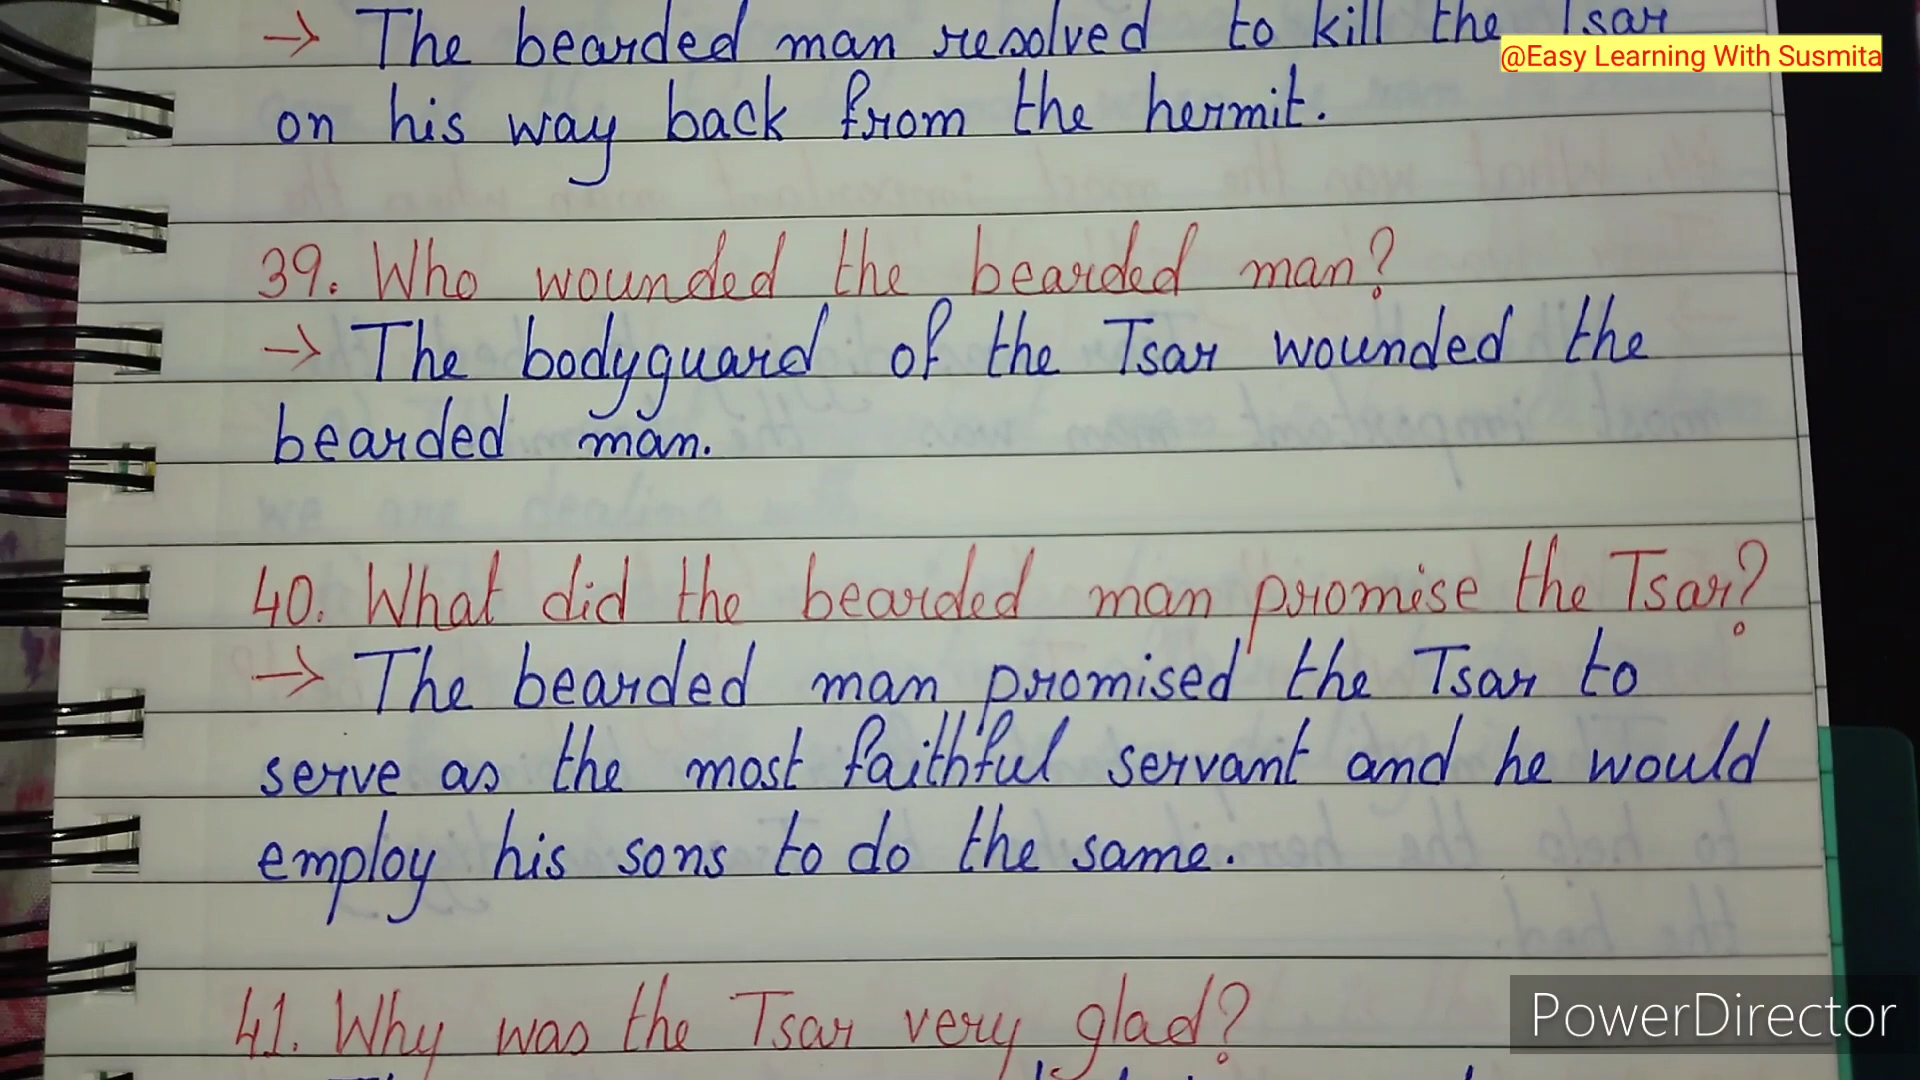 → The bearded man resolved to kill the Tsar
@Easy Learning With Susmita
on his way back from the hermit.
39. Who wounded the bearded man?
→ The bodyguard of the Tsar wounded the
bearded man.
40. What did the bearded man promise the Tsar?
→ The bearded man promised the Tsar to
serve as the most faithful servant and he would
employ his sons to do the same.
41. Why was the Tsar very glad?
PowerDirector